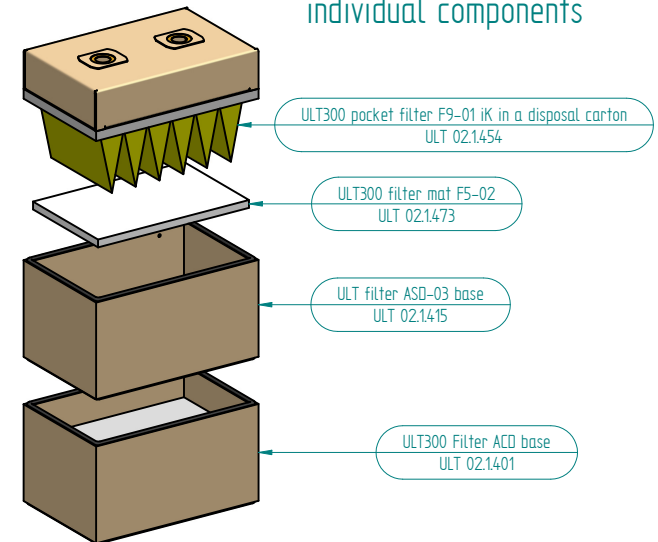 individual components
ULT300 pocket filter F9-01 iK in a disposal carton
ULT 02.1.454
ULT300 filter mat F5-02
ULT 02.1.473
ULT filter ASD-03 base
ULT 02.1.415
ULT300 Filter ACD base
ULT 02.1.401